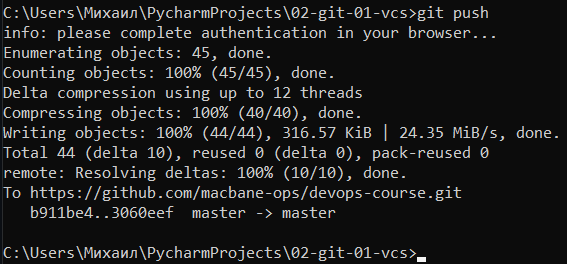 C:\Users\Михаил\PycharmProjects\02-git-01-vcs>git push
info: please complete authentication in your browser...
Enumerating objects: 45, done.
Counting objects: 100% (45/45), done.
Delta compression using up to 12 threads
Compressing objects: 100% (40/40), done.
Writing objects: 100% (44/44), 316.57 KiB | 24.35 MiB/s, done.
Total 44 (delta 10), reused 0 (delta 0), pack-reused 0
remote: Resolving deltas: 100% (10/10), done.
To https://github.com/macbane-ops/devops-course.git
   b911be4..3060eef  master -> master
C:\Users\Михаил\PycharmProjects\02-git-01-vcs>